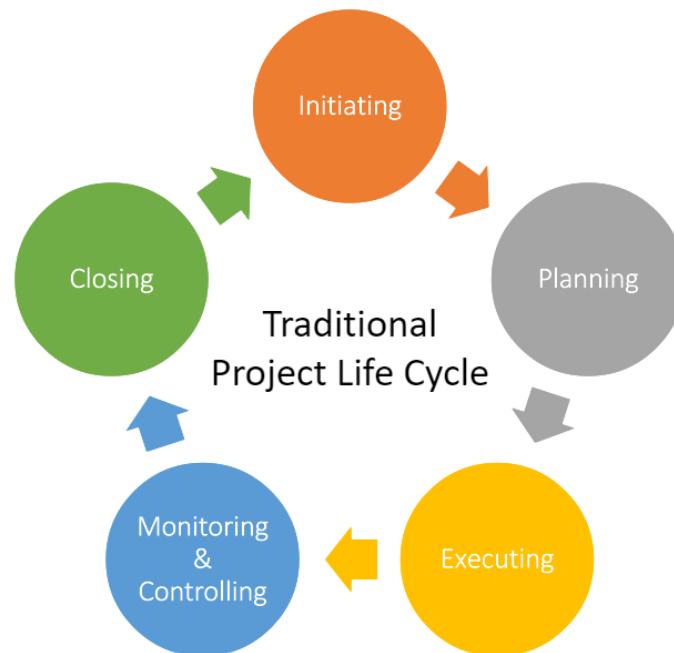 Initiating
Planning
Executing
Monitoring
&
Controlling
Closing
Traditional
Project Life Cycle